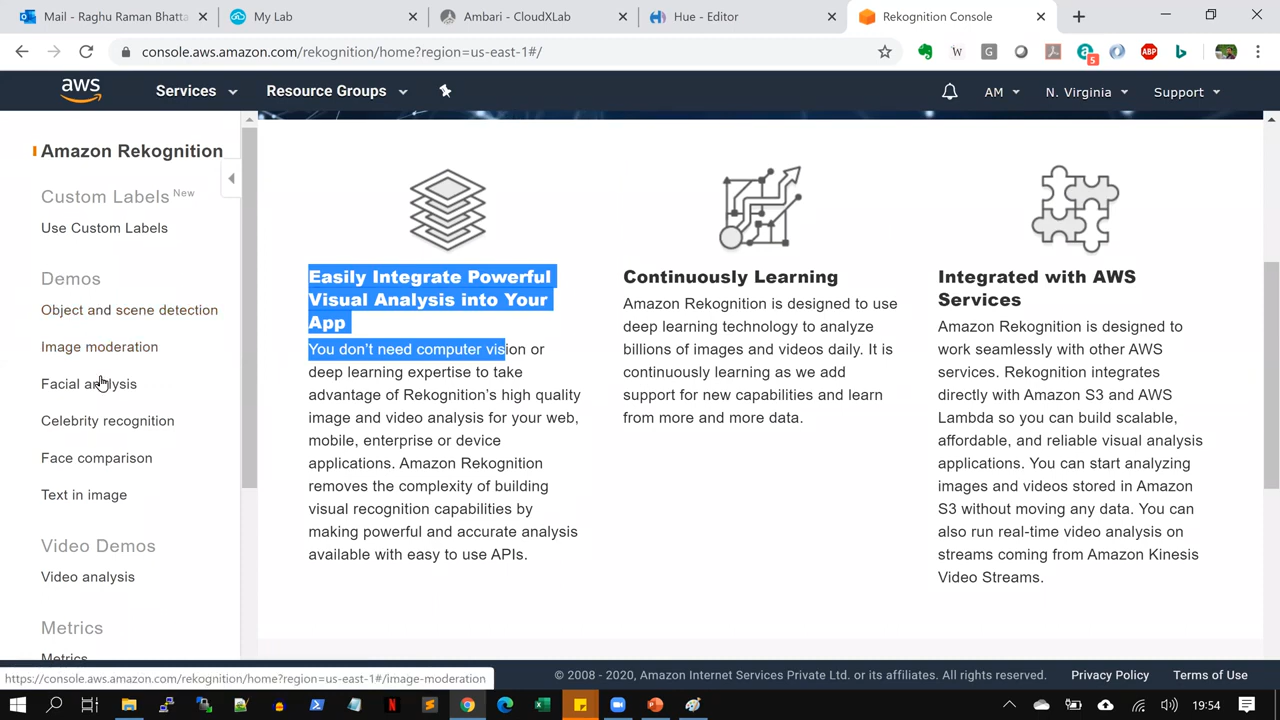 Mail - Raghu Raman Bhatta
My Lab
Ambari - CloudXLab
Hue - Editor
Rekognition Console
console.aws.amazon.com/rekognition/home?region=us-east-1#/
aws
Services
Resource Groups
AM
N. Virginia
Support
Amazon Rekognition
Custom Labels New
Use Custom Labels
Demos
Object and scene detection
Image moderation
Facial analysis
Celebrity recognition
Face comparison
Text in image
Video Demos
Video analysis
Metrics
Metrics
Easily Integrate Powerful
Visual Analysis into Your
App
You don't need computer vision or
deep learning expertise to take
advantage of Rekognition's high quality
image and video analysis for your web,
mobile, enterprise or device
applications. Amazon Rekognition
removes the complexity of building
visual recognition capabilities by
making powerful and accurate analysis
available with easy to use APIs.
Continuously Learning
Amazon Rekognition is designed to use
deep learning technology to analyze
billions of images and videos daily. It is
continuously learning as we add
support for new capabilities and learn
from more and more data.
Integrated with AWS
Services
Amazon Rekognition is designed to
work seamlessly with other AWS
services. Rekognition integrates
directly with Amazon S3 and AWS
Lambda so you can build scalable,
affordable, and reliable visual analysis
applications. You can start analyzing
images and videos stored in Amazon
S3 without moving any data. You can
also run real-time video analysis on
streams coming from Amazon Kinesis
Video Streams.
https://console.aws.amazon.com/rekognition/home?region=us-east-1#/image-moderation
© 2008 - 2020, Amazon Internet Services Private Ltd. or its affiliates. All rights reserved.
Privacy Policy
Terms of Use
19:54